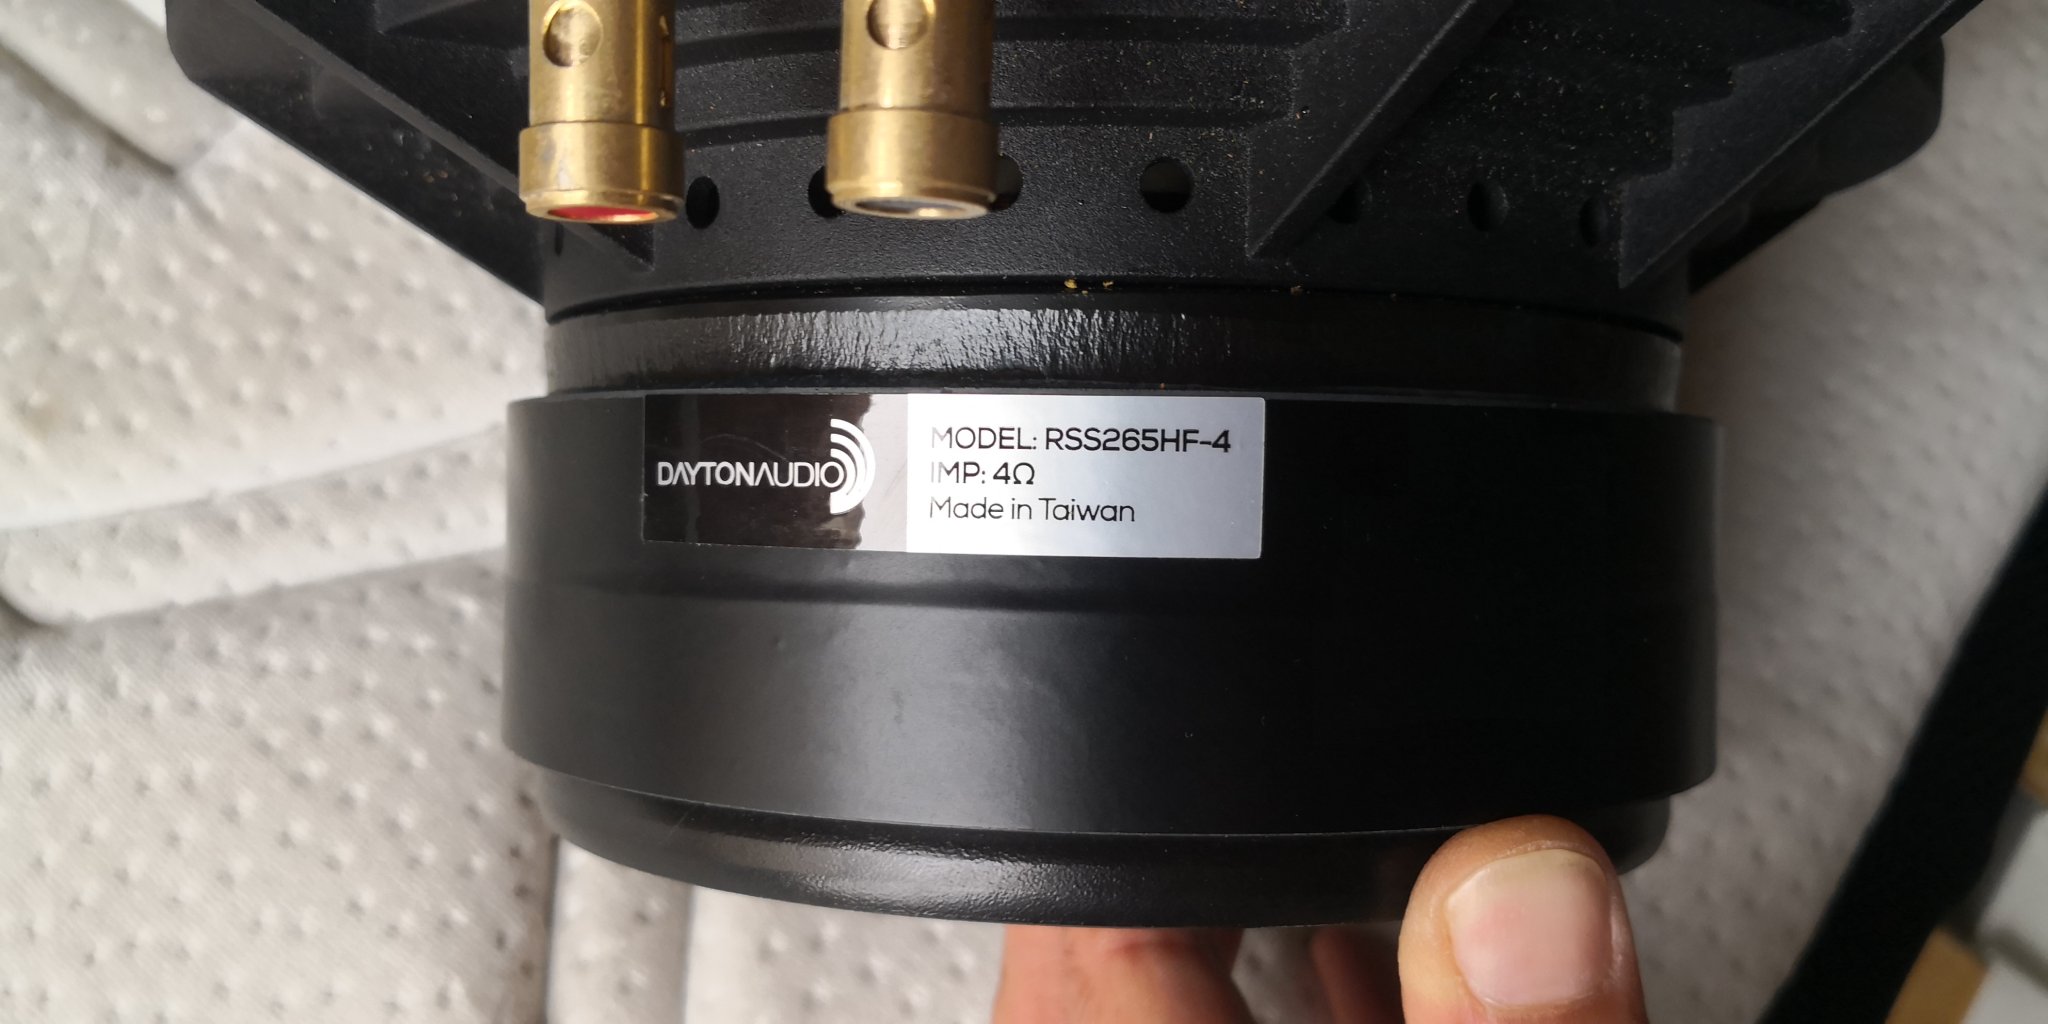 DAYTONAUDIO
MODEL: RSS265HF-4
IMP: 4Ω
Made in Taiwan